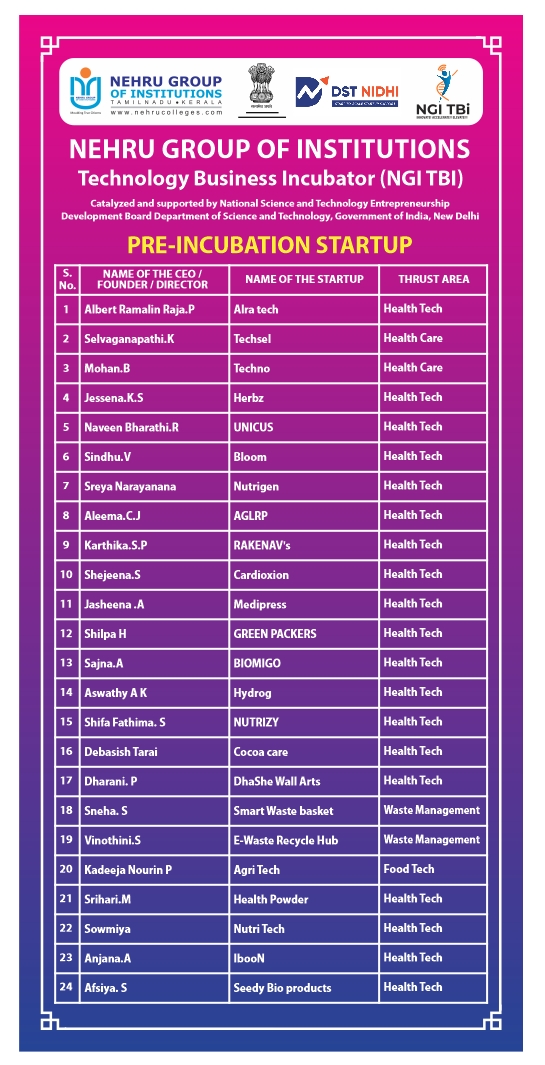 NEHRU GROUP
OF INSTITUTIONS
TAMILNADU • KERALA
www.nehrucolleges.com
DST NIDHI
NGI TBi
NEHRU GROUP OF INSTITUTIONS
Technology Business Incubator (NGI TBI)
Catalyzed and supported by National Science and Technology Entrepreneurship
Development Board Department of Science and Technology, Government of India, New Delhi
PRE-INCUBATION STARTUP
S. No. NAME OF THE CEO / FOUNDER / DIRECTOR NAME OF THE STARTUP THRUST AREA
1 Albert Ramalin Raja.P Alra tech Health Tech
2 Selvaganapathi.K Techsel Health Care
3 Mohan.B Techno Health Care
4 Jessena.K.S Herbz Health Tech
5 Naveen Bharathi.R UNICUS Health Tech
6 Sindhu.V Bloom Health Tech
7 Sreya Narayanana Nutrigen Health Tech
8 Aleema.C.J AGLRP Health Tech
9 Karthika.S.P RAKENAV's Health Tech
10 Shejeena.S Cardioxion Health Tech
11 Jasheena .A Medipress Health Tech
12 Shilpa H GREEN PACKERS Health Tech
13 Sajna.A BIOMIGO Health Tech
14 Aswathy A K Hydrog Health Tech
15 Shifa Fathima. S NUTRIZY Health Tech
16 Debasish Tarai Cocoa care Health Tech
17 Dharani. P DhaShe Wall Arts Health Tech
18 Sneha. S Smart Waste basket Waste Management
19 Vinothini.S E-Waste Recycle Hub Waste Management
20 Kadeeja Nourin P Agri Tech Food Tech
21 Srihari.M Health Powder Health Tech
22 Sowmiya Nutri Tech Health Tech
23 Anjana.A IbooN Health Tech
24 Afsiya. S Seedy Bio products Health Tech